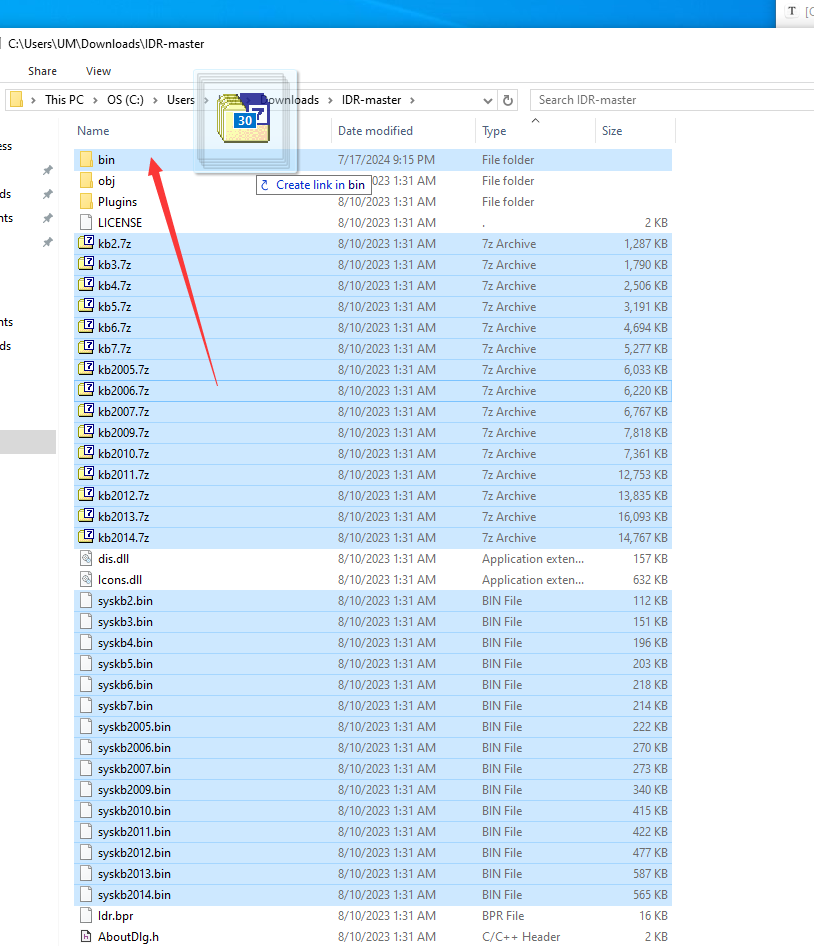 T [C
C:\Users\UM\Downloads\IDR-master
Share View
This PC OS (C:) Users Downloads IDR-master Search IDR-master
Name Date modified Type Size
ess
30
Create link in bin
bin 7/17/2024 9:15 PM File folder
obj 023 1:31 AM File folder
ds
Plugins 8/10/2023 1:31 AM File folder
nts
LICENSE 8/10/2023 1:31 AM . 2 KB
kb2.7z 8/10/2023 1:31 AM 7z Archive 1,287 KB
kb3.7z 8/10/2023 1:31 AM 7z Archive 1,790 KB
kb4.7z 8/10/2023 1:31 AM 7z Archive 2,506 KB
kb5.7z 8/10/2023 1:31 AM 7z Archive 3,191 KB
nts
kb6.7z 8/10/2023 1:31 AM 7z Archive 4,694 KB
ds
kb7.7z 8/10/2023 1:31 AM 7z Archive 5,277 KB
kb2005.7z 8/10/2023 1:31 AM 7z Archive 6,033 KB
kb2006.7z 8/10/2023 1:31 AM 7z Archive 6,220 KB
kb2007.7z 8/10/2023 1:31 AM 7z Archive 6,767 KB
kb2009.7z 8/10/2023 1:31 AM 7z Archive 7,818 KB
kb2010.7z 8/10/2023 1:31 AM 7z Archive 7,361 KB
kb2011.7z 8/10/2023 1:31 AM 7z Archive 12,753 KB
kb2012.7z 8/10/2023 1:31 AM 7z Archive 13,835 KB
kb2013.7z 8/10/2023 1:31 AM 7z Archive 16,093 KB
kb2014.7z 8/10/2023 1:31 AM 7z Archive 14,767 KB
dis.dll 8/10/2023 1:31 AM Application exten... 157 KB
Icons.dll 8/10/2023 1:31 AM Application exten... 632 KB
syskb2.bin 8/10/2023 1:31 AM BIN File 112 KB
syskb3.bin 8/10/2023 1:31 AM BIN File 151 KB
syskb4.bin 8/10/2023 1:31 AM BIN File 196 KB
syskb5.bin 8/10/2023 1:31 AM BIN File 203 KB
syskb6.bin 8/10/2023 1:31 AM BIN File 218 KB
syskb7.bin 8/10/2023 1:31 AM BIN File 214 KB
syskb2005.bin 8/10/2023 1:31 AM BIN File 222 KB
syskb2006.bin 8/10/2023 1:31 AM BIN File 270 KB
syskb2007.bin 8/10/2023 1:31 AM BIN File 273 KB
syskb2009.bin 8/10/2023 1:31 AM BIN File 340 KB
syskb2010.bin 8/10/2023 1:31 AM BIN File 415 KB
syskb2011.bin 8/10/2023 1:31 AM BIN File 422 KB
syskb2012.bin 8/10/2023 1:31 AM BIN File 477 KB
syskb2013.bin 8/10/2023 1:31 AM BIN File 587 KB
syskb2014.bin 8/10/2023 1:31 AM BIN File 565 KB
Idr.bpr 8/10/2023 1:31 AM BPR File 16 KB
AboutDlg.h 8/10/2023 1:31 AM C/C++ Header 2 KB